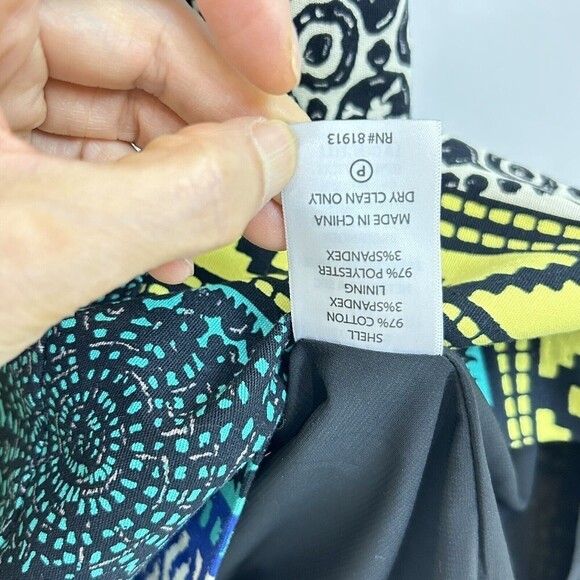 SHELL
97% COTTON
3%SPANDEX
LINING
97% POLYESTER
3%SPANDEX
MADE IN CHINA
DRY CLEAN ONLY
P
RN#81913